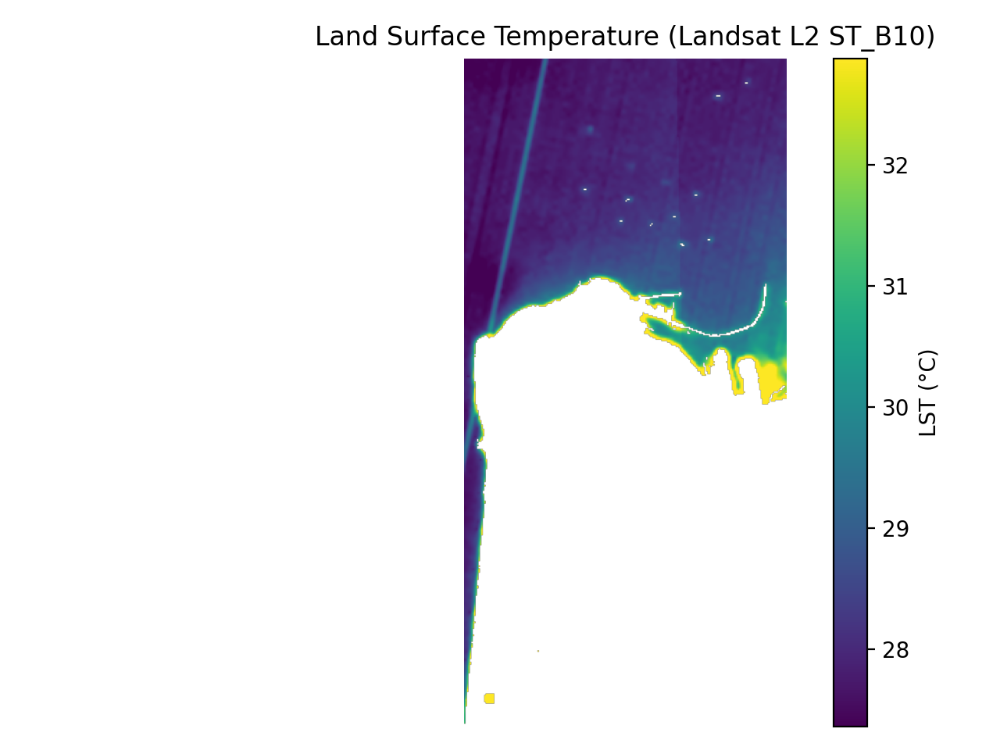 Land Surface Temperature (Landsat L2 ST_B10)
32
31
30
29
28
LST (°C)